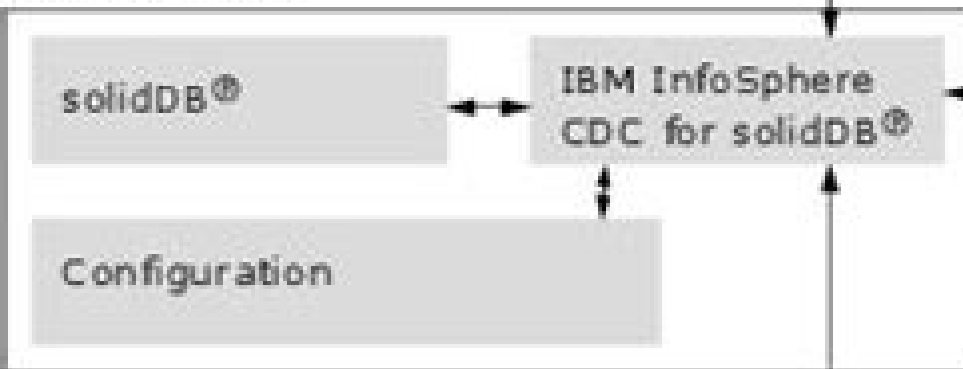 solidDB®
IBM InfoSphere
CDC for solidDB®
Configuration